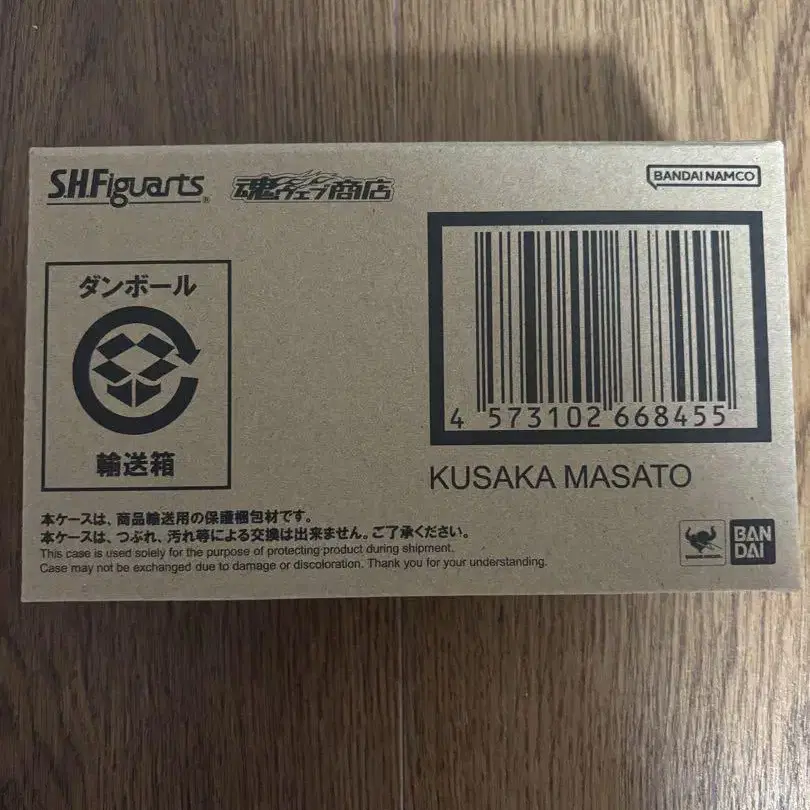 S.H.Figuarts®
魂ウェブ商店
BANDAI NAMCO
ダンボール
輸送箱
4 573102 668455
KUSAKA MASATO
本ケースは、商品輸送用の保護梱包材です。
本ケースは、つぶれ、汚れ等による交換は出来ません。ご了承ください。
This case is used solely for the purpose of protecting product during shipment.
Case may not be exchanged due to damage or discoloration. Thank you for your understanding.
BAN
DAI